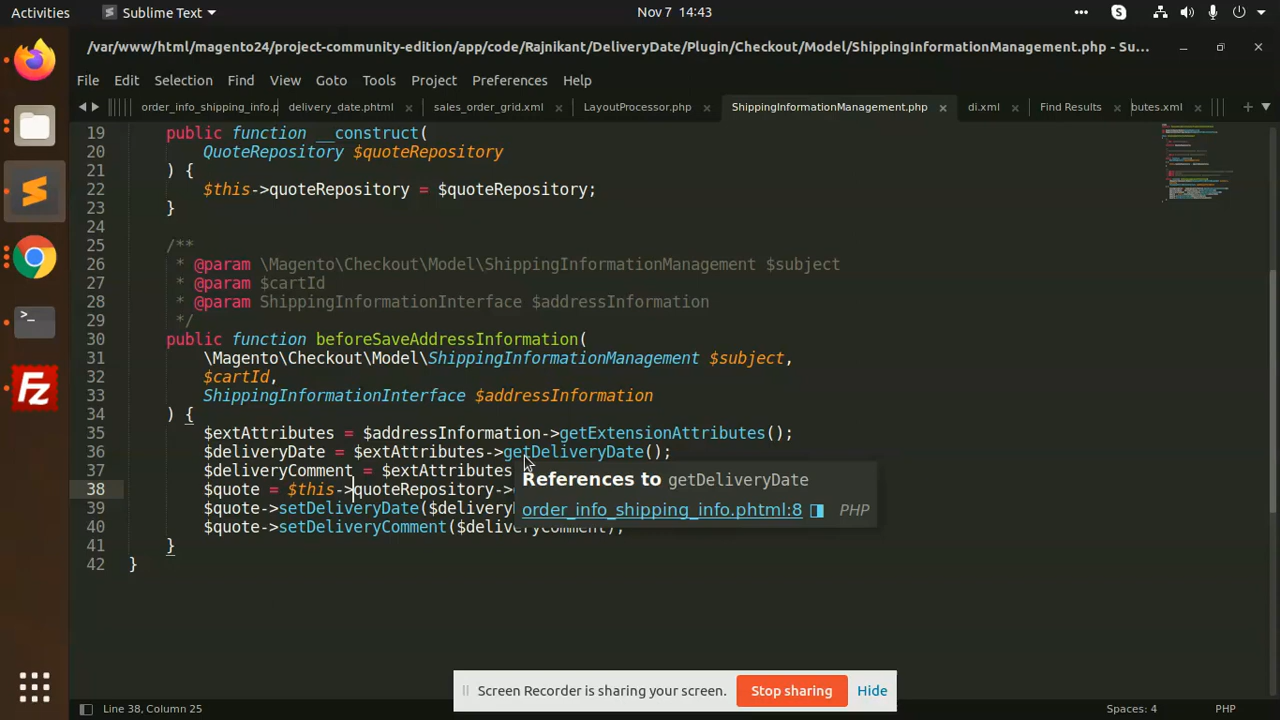 Activities Sublime Text Nov 7 14:43
/var/www/html/magento24/project-community-edition/app/code/Rajnikant/DeliveryDate/Plugin/Checkout/Model/ShippingInformationManagement.php - Su...
File Edit Selection Find View Goto Tools Project Preferences Help
order_info_shipping_info.p delivery_date.phtml sales_order_grid.xml LayoutProcessor.php ShippingInformationManagement.php di.xml Find Results butes.xml
19 public function __construct(
20 QuoteRepository $quoteRepository
21 ) {
22 $this->quoteRepository = $quoteRepository;
23 }
24
25 /**
26 * @param \Magento\Checkout\Model\ShippingInformationManagement $subject
27 * @param $cartId
28 * @param ShippingInformationInterface $addressInformation
29 */
30 public function beforeSaveAddressInformation(
31 \Magento\Checkout\Model\ShippingInformationManagement $subject,
32 $cartId,
33 ShippingInformationInterface $addressInformation
34 ) {
35 $extAttributes = $addressInformation->getExtensionAttributes();
36 $deliveryDate = $extAttributes->getDeliveryDate();
37 $deliveryComment = $extAttributes
References to getDeliveryDate
38 $quote = $this->quoteRepository->
order_info_shipping_info.phtml:8 PHP
39 $quote->setDeliveryDate($delivery
40 $quote->setDeliveryComment($deliveryComment);
41 }
42 }
Screen Recorder is sharing your screen. Stop sharing Hide
Line 38, Column 25 Spaces: 4 PHP